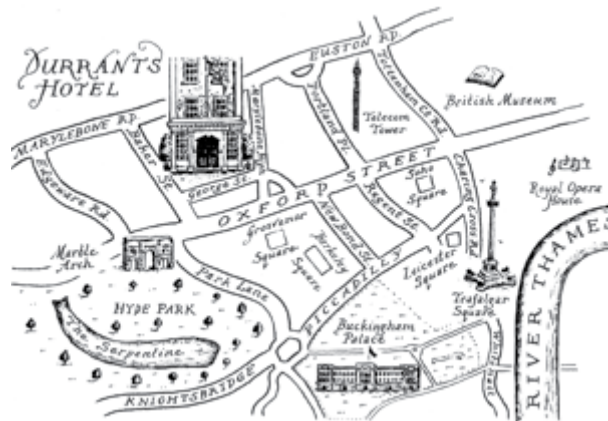 DURRANTS
HOTEL
EUSTON RD
MARYLEBONE RD
Tottenham Ct Rd
British Museum
Portland Pl.
Telecom
Tower
Baker St
George St.
Edgeware Rd
OXFORD STREET
Soho
Square
Charing Cross Rd
Royal Opera
House
Regent St.
New Bond St.
Grosvenor
Square
Berkeley
Square
Marble
Arch
Park Lane
PICCADILLY
Leicester
Square
Trafalgar
Square
HYDE PARK
The Serpentine
Buckingham
Palace
KNIGHTSBRIDGE
RIVER THAMES